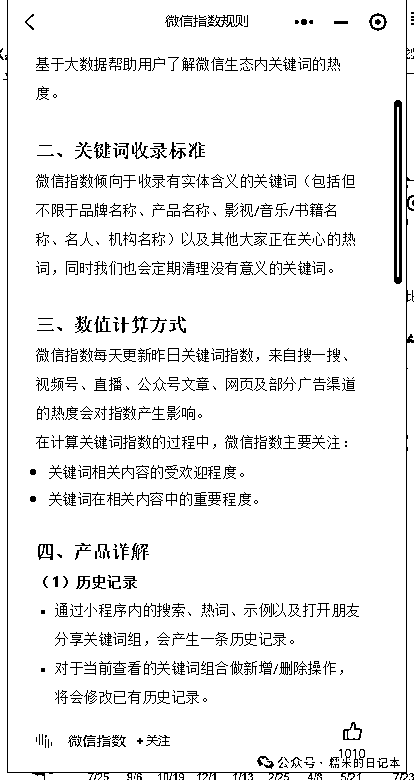 微信指数规则
基于大数据帮助用户了解微信生态内关键词的热
度。
二、关键词收录标准
微信指数倾向于收录有实体含义的关键词（包括但
不限于品牌名称、产品名称、影视/音乐/书籍名
称、名人、机构名称）以及其他大家正在关心的热
词，同时我们也会定期清理没有意义的关键词。
三、数值计算方式
微信指数每天更新昨日关键词指数，来自搜一搜、
视频号、直播、公众号文章、网页及部分广告渠道
的热度会对指数产生影响。
在计算关键词指数的过程中，微信指数主要关注：
• 关键词相关内容的受欢迎程度。
• 关键词在相关内容中的重要程度。
四、产品详解
（1）历史记录
▪ 通过小程序内的搜索、热词、示例以及打开朋友
分享关键词组，会产生一条历史记录。
▪ 对于当前查看的关键词组合做新增/删除操作，
将会修改已有历史记录。
微信指数 +关注
1010
公众号 · 糯米的日记本
7/25 9/6 10/19 12/1 1/13 2/25 4/8 5/21 7/23